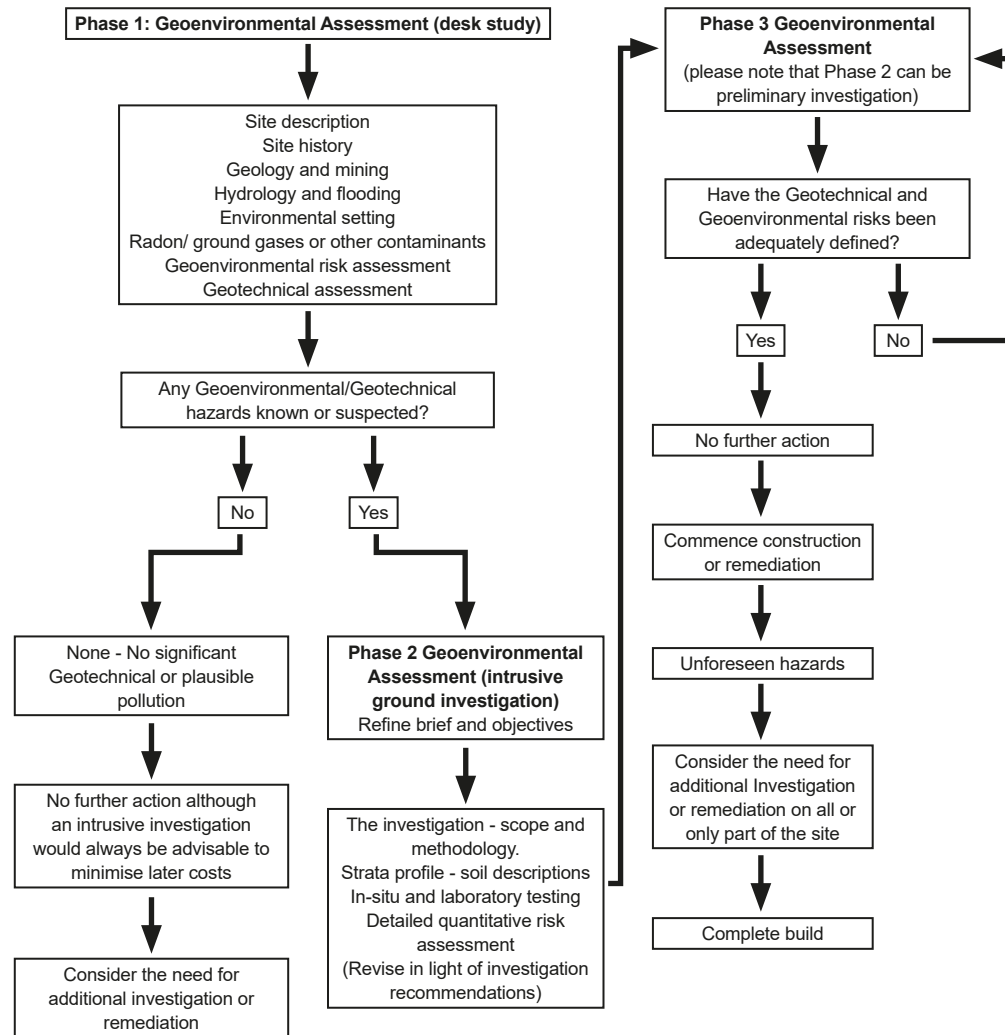 Phase 1: Geoenvironmental Assessment (desk study)
Site description
Site history
Geology and mining
Hydrology and flooding
Environmental setting
Radon/ ground gases or other contaminants
Geoenvironmental risk assessment
Geotechnical assessment
Any Geoenvironmental/Geotechnical
hazards known or suspected?
No
Yes
None - No significant
Geotechnical or plausible
pollution
No further action although
an intrusive investigation
would always be advisable to
minimise later costs
Consider the need for
additional investigation or
remediation
Phase 2 Geoenvironmental
Assessment (intrusive
ground investigation)
Refine brief and objectives
The investigation - scope and
methodology.
Strata profile - soil descriptions
In-situ and laboratory testing
Detailed quantitative risk
assessment
(Revise in light of investigation
recommendations)
Phase 3 Geoenvironmental
Assessment
(please note that Phase 2 can be
preliminary investigation)
Have the Geotechnical and
Geoenvironmental risks been
adequately defined?
Yes
No
No further action
Commence construction
or remediation
Unforeseen hazards
Consider the need for
additional Investigation
or remediation on all or
only part of the site
Complete build